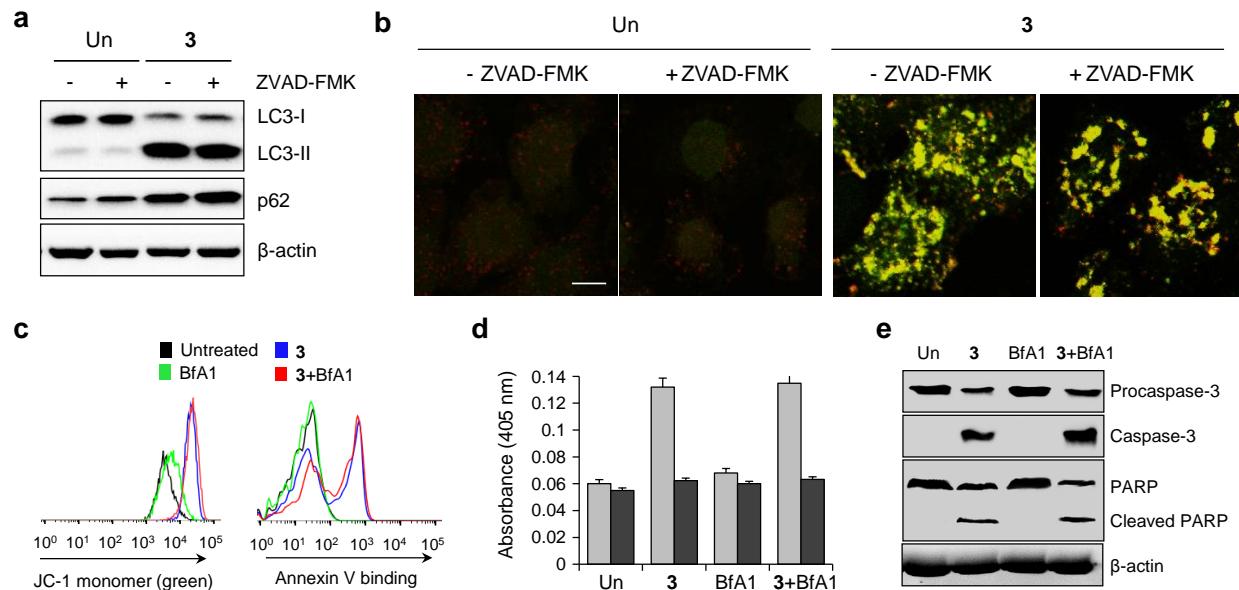 a
Un 3
- + - + ZVAD-FMK
LC3-I
LC3-II
p62
β-actin
b
Un 3
- ZVAD-FMK + ZVAD-FMK - ZVAD-FMK + ZVAD-FMK
c
Untreated 3
BfA1 3+BfA1
10⁰ 10¹ 10² 10³ 10⁴ 10⁵
JC-1 monomer (green)
10⁰ 10¹ 10² 10³ 10⁴ 10⁵
Annexin V binding
d
Absorbance (405 nm)
0.14
0.12
0.1
0.08
0.06
0.04
0.02
0
Un 3 BfA1 3+BfA1
e
Un 3 BfA1 3+BfA1
Procaspase-3
Caspase-3
PARP
Cleaved PARP
β-actin